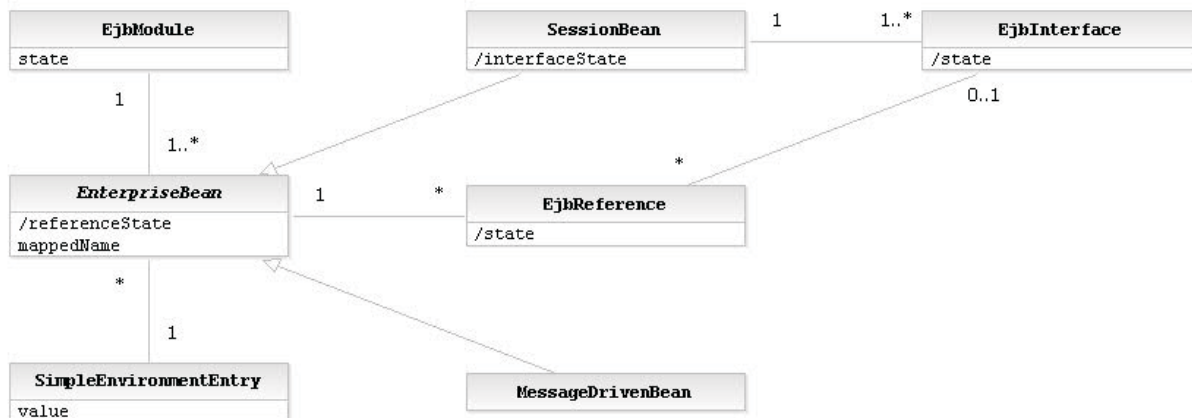 EjbModule
state
SessionBean
/interfaceState
1
1..*
EjbInterface
/state
1
0..1
1..*
*
EnterpriseBean
/referenceState
mappedName
1
*
EjbReference
/state
*
1
SimpleEnvironmentEntry
value
MessageDrivenBean